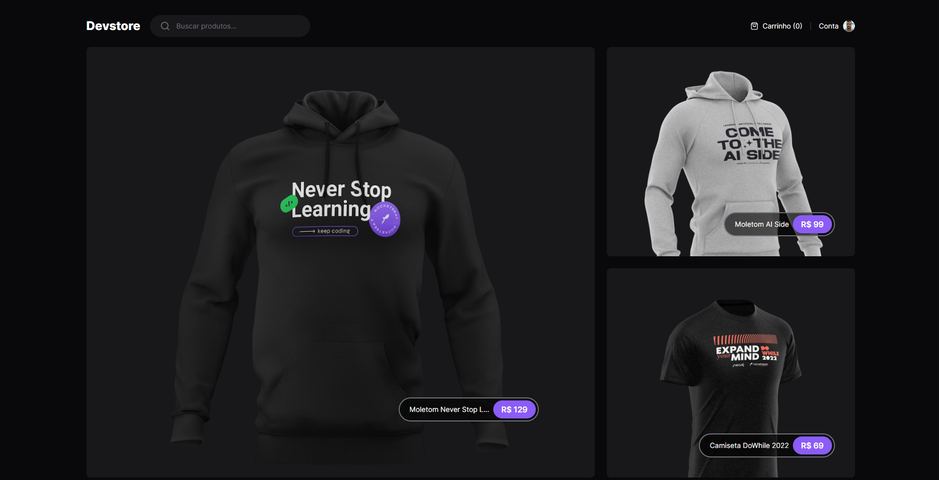 Devstore
Buscar produtos...
Carrinho (0)
Conta
Never Stop
Learning
keep coding
Moletom Never Stop L...
R$ 129
COME
TO THE
AI SIDE
Moletom AI Side
R$ 99
EXPAND
MIND
DO
WHILE
2022
Camiseta DoWhile 2022
R$ 69